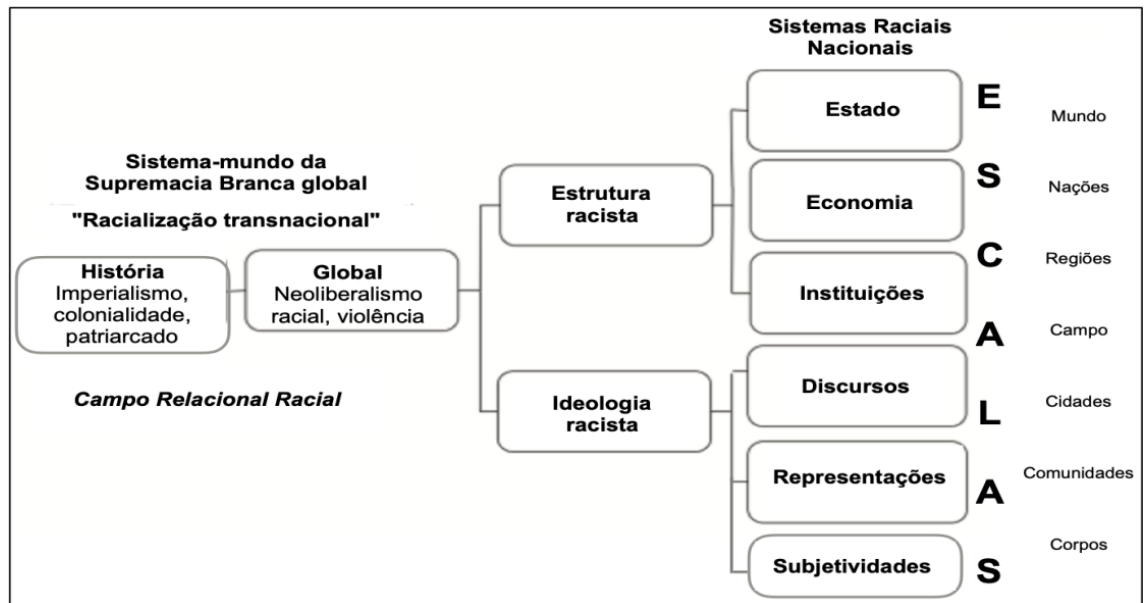 Sistemas Raciais
Nacionais
Sistema-mundo da
Supremacia Branca global
"Racialização transnacional"
História
Imperialismo,
colonialidade,
patriarcado
Global
Neoliberalismo
racial, violência
Campo Relacional Racial
Estrutura
racista
Ideologia
racista
Estado
Economia
Instituições
Discursos
Representações
Subjetividades
E
S
C
A
L
A
S
Mundo
Nações
Regiões
Campo
Cidades
Comunidades
Corpos